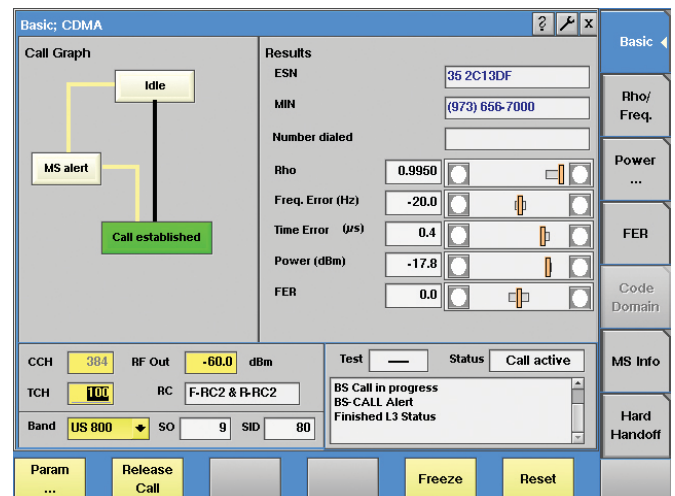 Basic; CDMA ? x
Call Graph
Idle
MS alert
Call established
Results
ESN 35 2C13DF
MIN (973) 656-7000
Number dialed
Rho 0.9950
Freq. Error (Hz) -20.0
Time Error (µs) 0.4
Power (dBm) -17.8
FER 0.0
CCH 384 RF Out -60.0 dBm
TCH 100 RC F-RC2 & R-RC2
Band US 800 SO 9 SID 80
Test — Status Call active
BS Call in progress
BS-CALL Alert
Finished L3 Status
Basic
Rho/
Freq.
Power
...
FER
Code
Domain
MS Info
Hard
Handoff
Param
...
Release
Call
Freeze
Reset